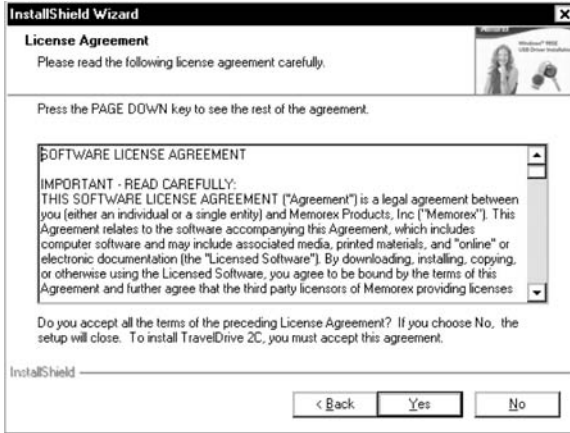 InstallShield Wizard
License Agreement
Please read the following license agreement carefully.
Memorex
Windows® 98SE
USB Driver Installation
Press the PAGE DOWN key to see the rest of the agreement.
SOFTWARE LICENSE AGREEMENT
IMPORTANT - READ CAREFULLY:
THIS SOFTWARE LICENSE AGREEMENT ("Agreement") is a legal agreement between
you (either an individual or a single entity) and Memorex Products, Inc ("Memorex"). This
Agreement relates to the software accompanying this Agreement, which includes
computer software and may include associated media, printed materials, and "online" or
electronic documentation (the "Licensed Software"). By downloading, installing, copying,
or otherwise using the Licensed Software, you agree to be bound by the terms of this
Agreement and further agree that the third party licensors of Memorex providing licenses
Do you accept all the terms of the preceding License Agreement? If you choose No, the
setup will close. To install TravelDrive 2C, you must accept this agreement.
InstallShield
< Back Yes No